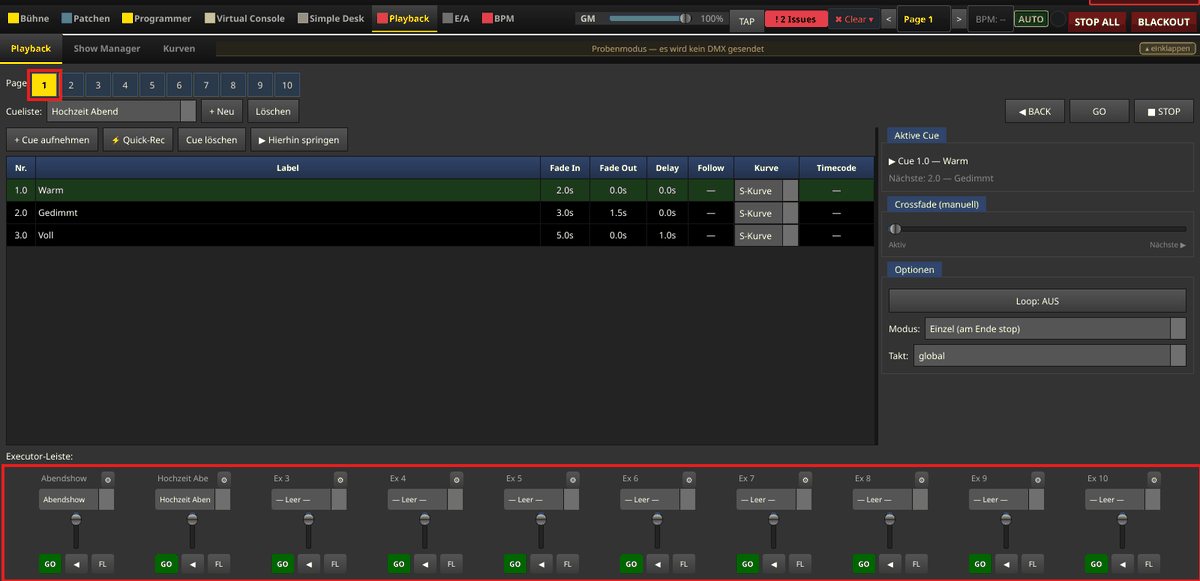 Bühne Patchen Programmer Virtual Console Simple Desk Playback E/A BPM GM 100% TAP ! 2 Issues ✖ Clear ▾ < Page 1 > BPM: -- AUTO STOP ALL BLACKOUT
Playback Show Manager Kurven Probenmodus — es wird kein DMX gesendet ▴ einklappen
Page 1 2 3 4 5 6 7 8 9 10
Cueliste: Hochzeit Abend + Neu Löschen ◀ BACK GO ■ STOP
+ Cue aufnehmen ⚡ Quick-Rec Cue löschen ▶ Hierhin springen
Nr. Label Fade In Fade Out Delay Follow Kurve Timecode
1.0 Warm 2.0s 0.0s 0.0s — S-Kurve —
2.0 Gedimmt 3.0s 1.5s 0.0s — S-Kurve —
3.0 Voll 5.0s 0.0s 1.0s — S-Kurve —
Aktive Cue
▶ Cue 1.0 — Warm
Nächste: 2.0 — Gedimmt
Crossfade (manuell)
Aktiv Nächste ▶
Optionen
Loop: AUS
Modus: Einzel (am Ende stop)
Takt: global
Executor-Leiste:
Abendshow Hochzeit Abe Ex 3 Ex 4 Ex 5 Ex 6 Ex 7 Ex 8 Ex 9 Ex 10
Abendshow Hochzeit Aben — Leer — — Leer — — Leer — — Leer — — Leer — — Leer — — Leer — — Leer —
GO ◀ FL GO ◀ FL GO ◀ FL GO ◀ FL GO ◀ FL GO ◀ FL GO ◀ FL GO ◀ FL GO ◀ FL GO ◀ FL